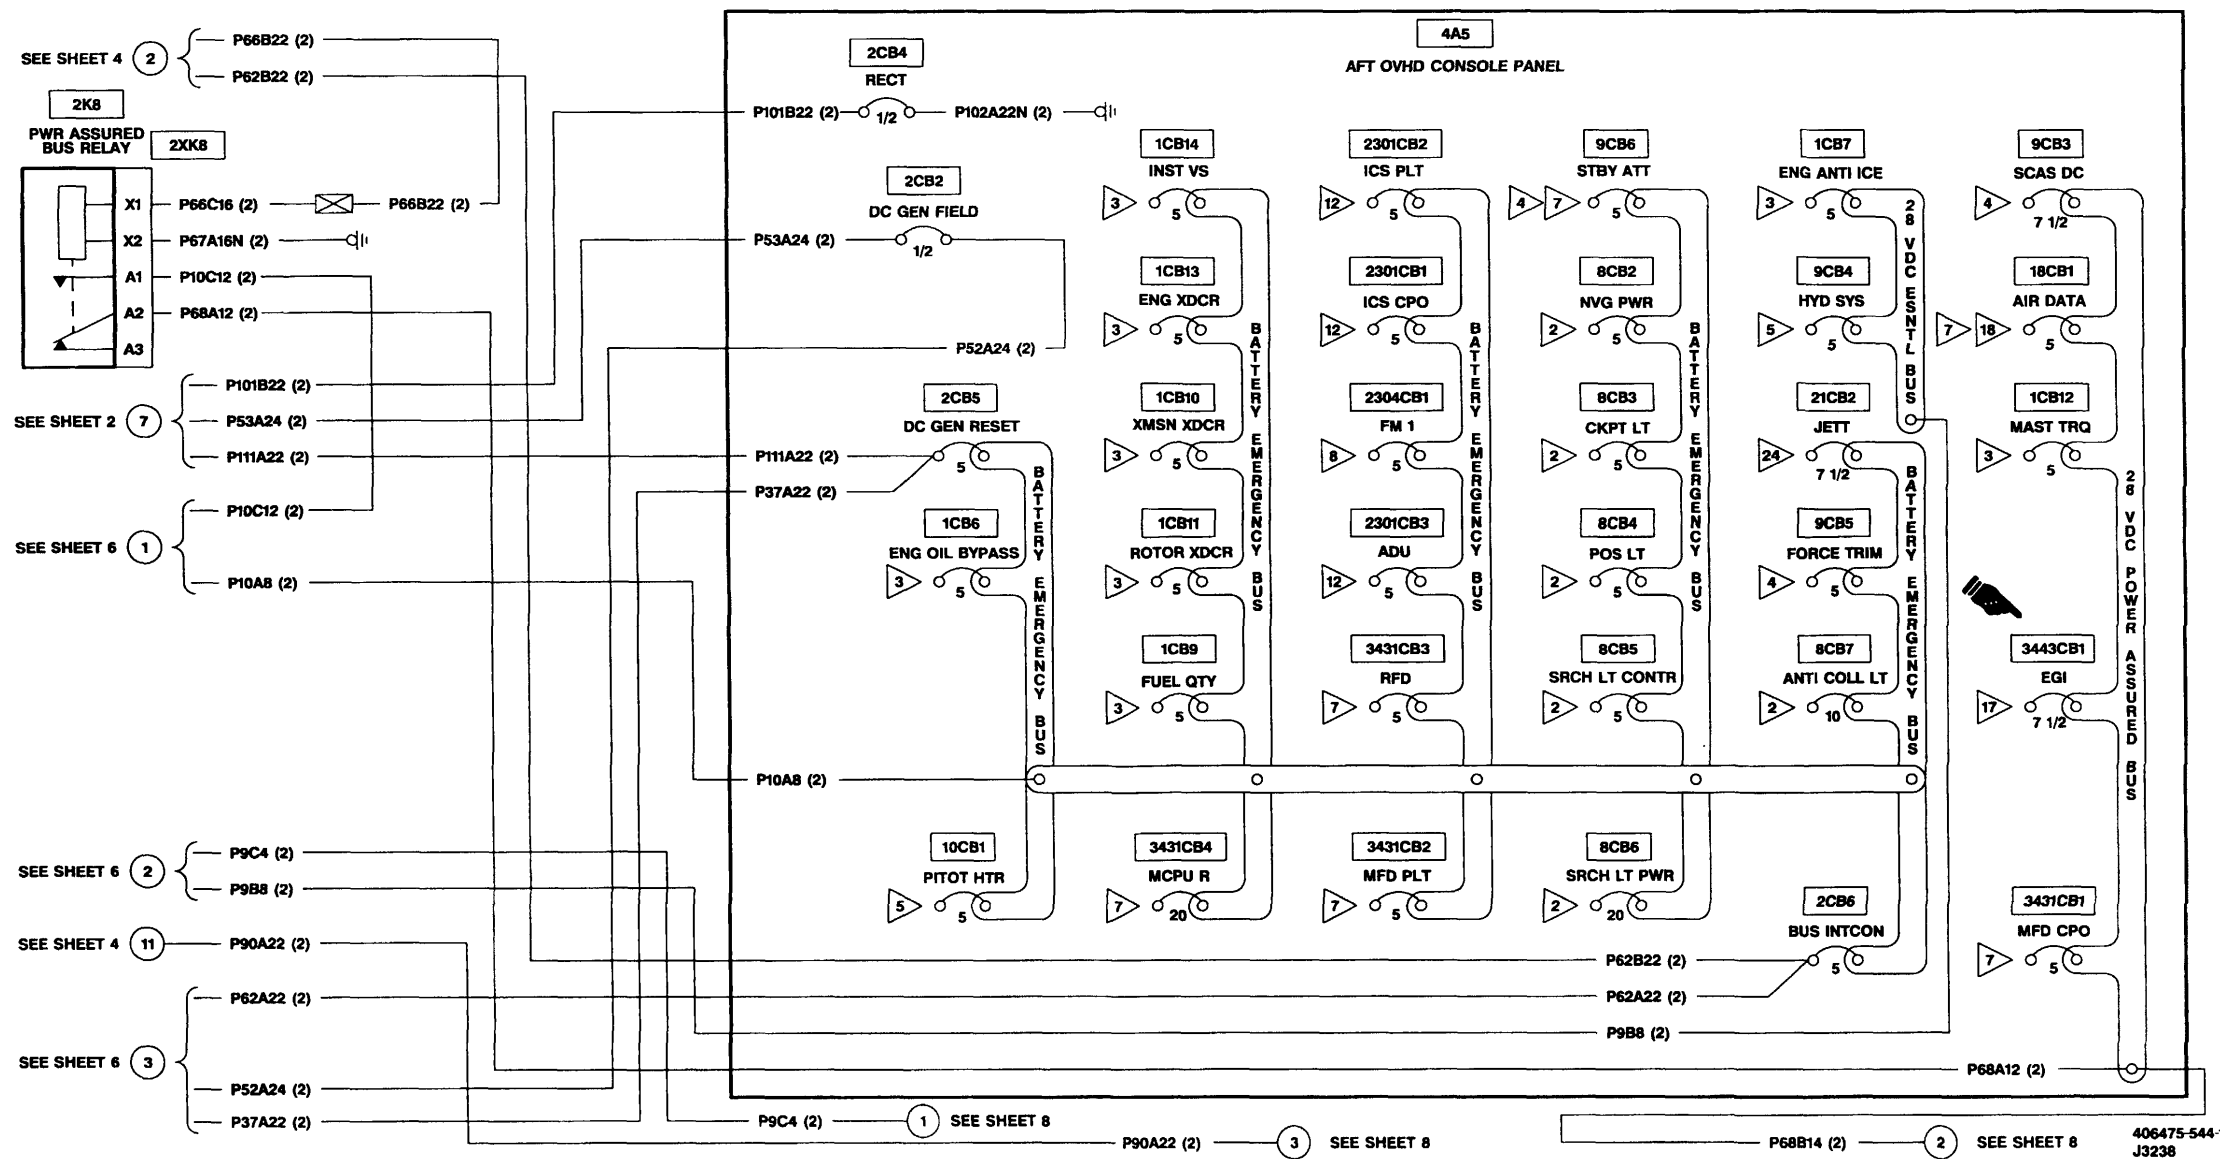 4A5
AFT OVHD CONSOLE PANEL
P66B22 (2)
SEE SHEET 4 2
P62B22 (2)
2K8
PWR ASSURED
BUS RELAY
2XK8
X1 P66C16 (2) P66B22 (2)
X2 P67A16N (2)
A1 P10C12 (2)
A2 P68A12 (2)
A3
P101B22 (2)
SEE SHEET 2 7 P53A24 (2)
P111A22 (2)
P10C12 (2)
SEE SHEET 6 1
P10A8 (2)
P9C4 (2)
SEE SHEET 6 2
P9B8 (2)
SEE SHEET 4 11 P90A22 (2)
P62A22 (2)
SEE SHEET 6 3
P52A24 (2)
P37A22 (2)
2CB4
RECT
P101B22 (2) 1/2 P102A22N (2)
2CB2
DC GEN FIELD
P53A24 (2) 1/2
P52A24 (2)
2CB5
DC GEN RESET
P111A22 (2) 5
P37A22 (2)
1CB6
ENG OIL BYPASS
3 5
BATTERY EMERGENCY BUS
P10A8 (2)
10CB1
PITOT HTR
5 5
1CB14
INST VS
3 5
1CB13
ENG XDCR
3 5
1CB10
XMSN XDCR
3 5
1CB11
ROTOR XDCR
3 5
1CB9
FUEL QTY
3 5
BATTERY EMERGENCY BUS
3431CB4
MCPU R
7 20
2301CB2
ICS PLT
12 5
2301CB1
ICS CPO
12 5
2304CB1
FM 1
8 5
2301CB3
ADU
12 5
3431CB3
RFD
7 5
BATTERY EMERGENCY BUS
3431CB2
MFD PLT
7 5
9CB6
STBY ATT
4 7 5
8CB2
NVG PWR
2 5
8CB3
CKPT LT
2 5
8CB4
POS LT
2 5
8CB5
SRCH LT CONTR
2 5
BATTERY EMERGENCY BUS
8CB6
SRCH LT PWR
2 20
1CB7
ENG ANTI ICE
3 5
9CB4
HYD SYS
5 5
28 VDC ESNTL BUS
21CB2
JETT
24 7 1/2
9CB5
FORCE TRIM
4 5
8CB7
ANTI COLL LT
2 10
BATTERY EMERGENCY BUS
2CB6
BUS INTCON
P62B22 (2) 5
P62A22 (2)
P9B8 (2)
9CB3
SCAS DC
4 7 1/2
18CB1
AIR DATA
7 18 5
1CB12
MAST TRQ
3 5
3443CB1
EGI
17 7 1/2
28 VDC POWER ASSURED BUS
3431CB1
MFD CPO
7 5
P68A12 (2)
P9C4 (2) 1 SEE SHEET 8
P90A22 (2) 3 SEE SHEET 8
P68B14 (2) 2 SEE SHEET 8
406475-544-
J3238